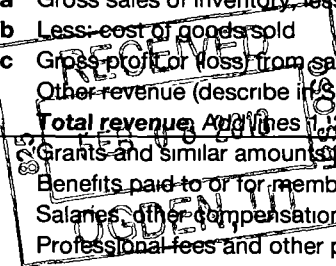 a Gross sales of inventory, less
b Less: cost of goods sold
c Gross profit or (loss) from sa
Other revenue (describe in S
Total revenue. Add lines 1
Grants and similar amounts
Benefits paid to or for memb
Salaries, other compensation
Professional fees and other p
RECEIVED
825
OGDEN, UT